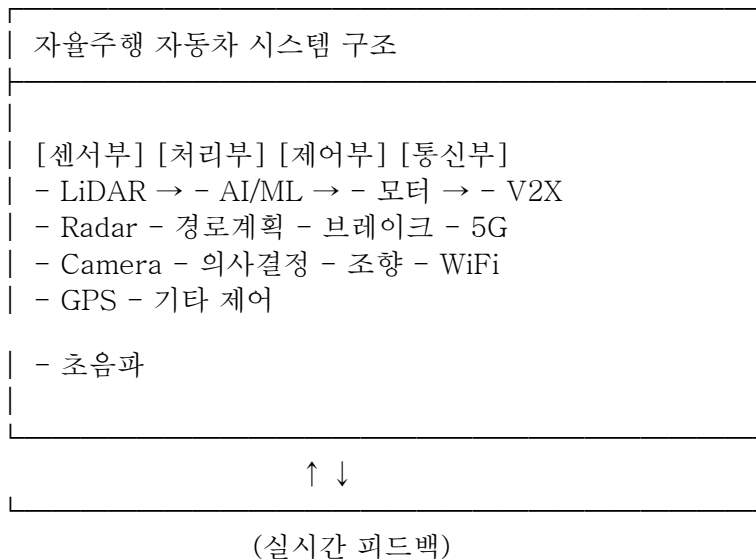 자율주행 자동차 시스템 구조
[센서부] [처리부] [제어부] [통신부]
- LiDAR → - AI/ML → - 모터 → - V2X
- Radar - 경로계획 - 브레이크 - 5G
- Camera - 의사결정 - 조향 - WiFi
- GPS - 기타 제어
- 초음파
↑ ↓
(실시간 피드백)